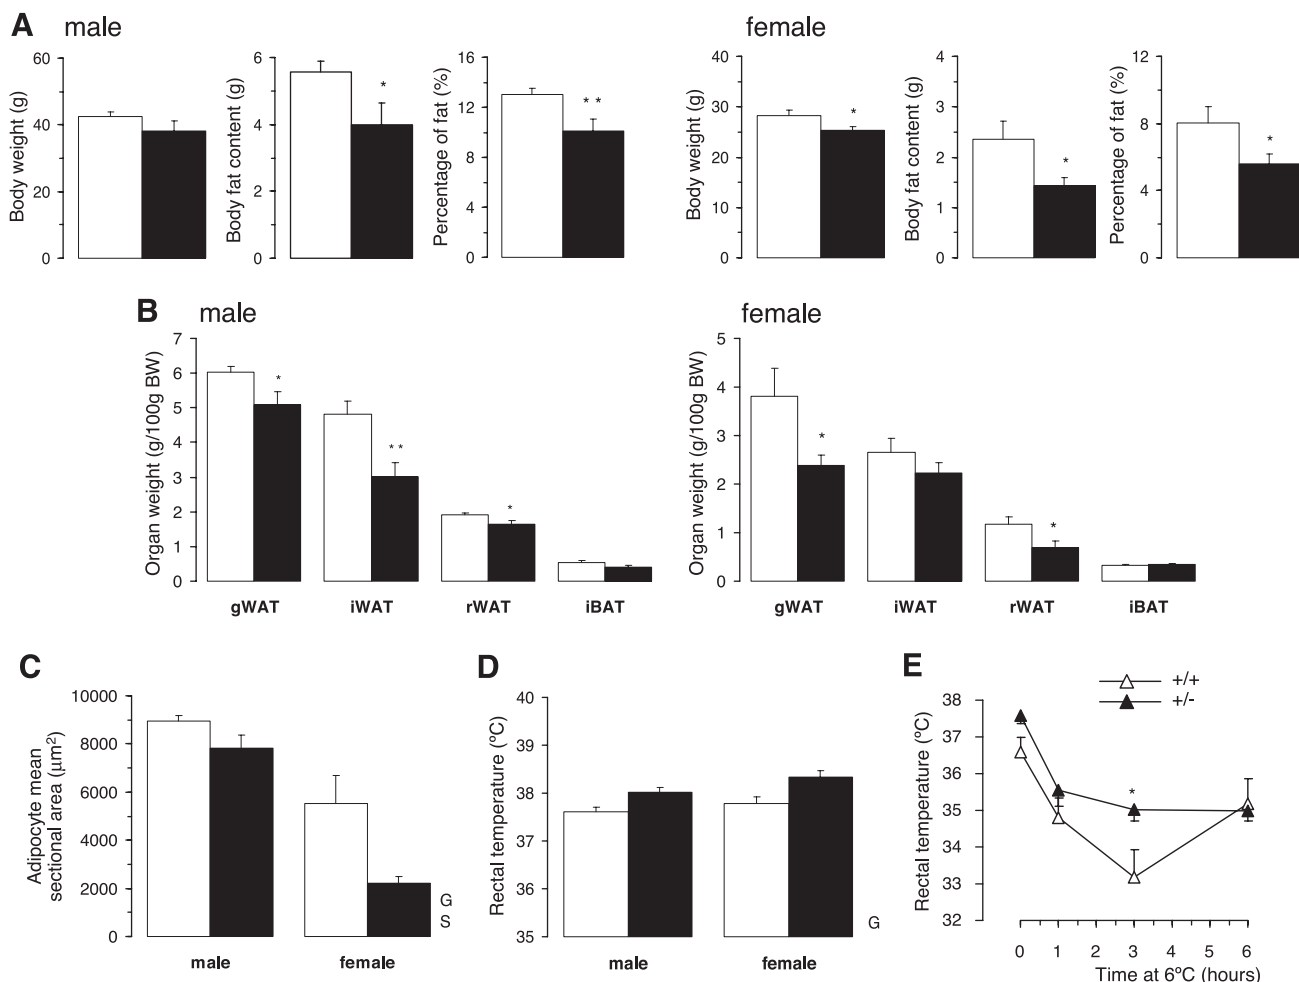 A male female
Body weight (g)
60
40
20
0
Body fat content (g)
6
4
2
0
*
Percentage of fat (%)
16
12
8
4
0
* *
Body weight (g)
40
30
20
10
0
*
Body fat content (g)
4
3
2
1
0
*
Percentage of fat (%)
12
8
4
0
*
B male female
Organ weight (g/100g BW)
7
6
5
4
3
2
1
0
*
* *
*
gWAT iWAT rWAT iBAT
Organ weight (g/100g BW)
5
4
3
2
1
0
*
*
gWAT iWAT rWAT iBAT
C
Adipocyte mean
sectional area (µm²)
10000
8000
6000
4000
2000
0
G
S
male female
D
Rectal temperature (ºC)
40
39
38
37
36
35
G
male female
E
+/+
+/-
Rectal temperature (ºC)
38
37
36
35
34
33
32
*
0 1 2 3 4 5 6
Time at 6ºC (hours)